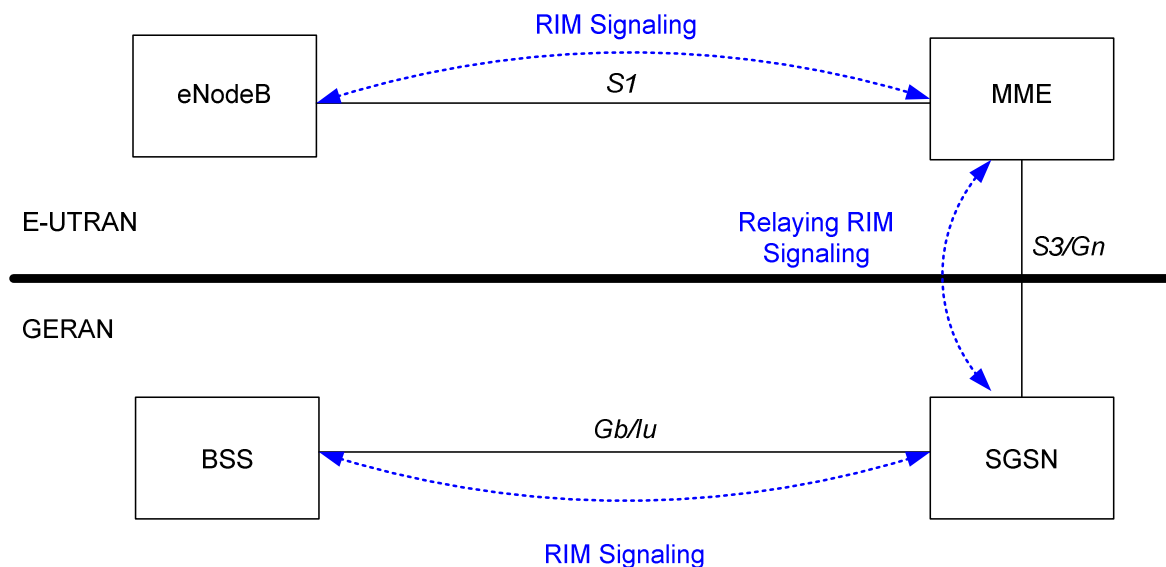 RIM Signaling
eNodeB
S1
MME
E-UTRAN
Relaying RIM
Signaling
S3/Gn
GERAN
BSS
Gb/Iu
SGSN
RIM Signaling